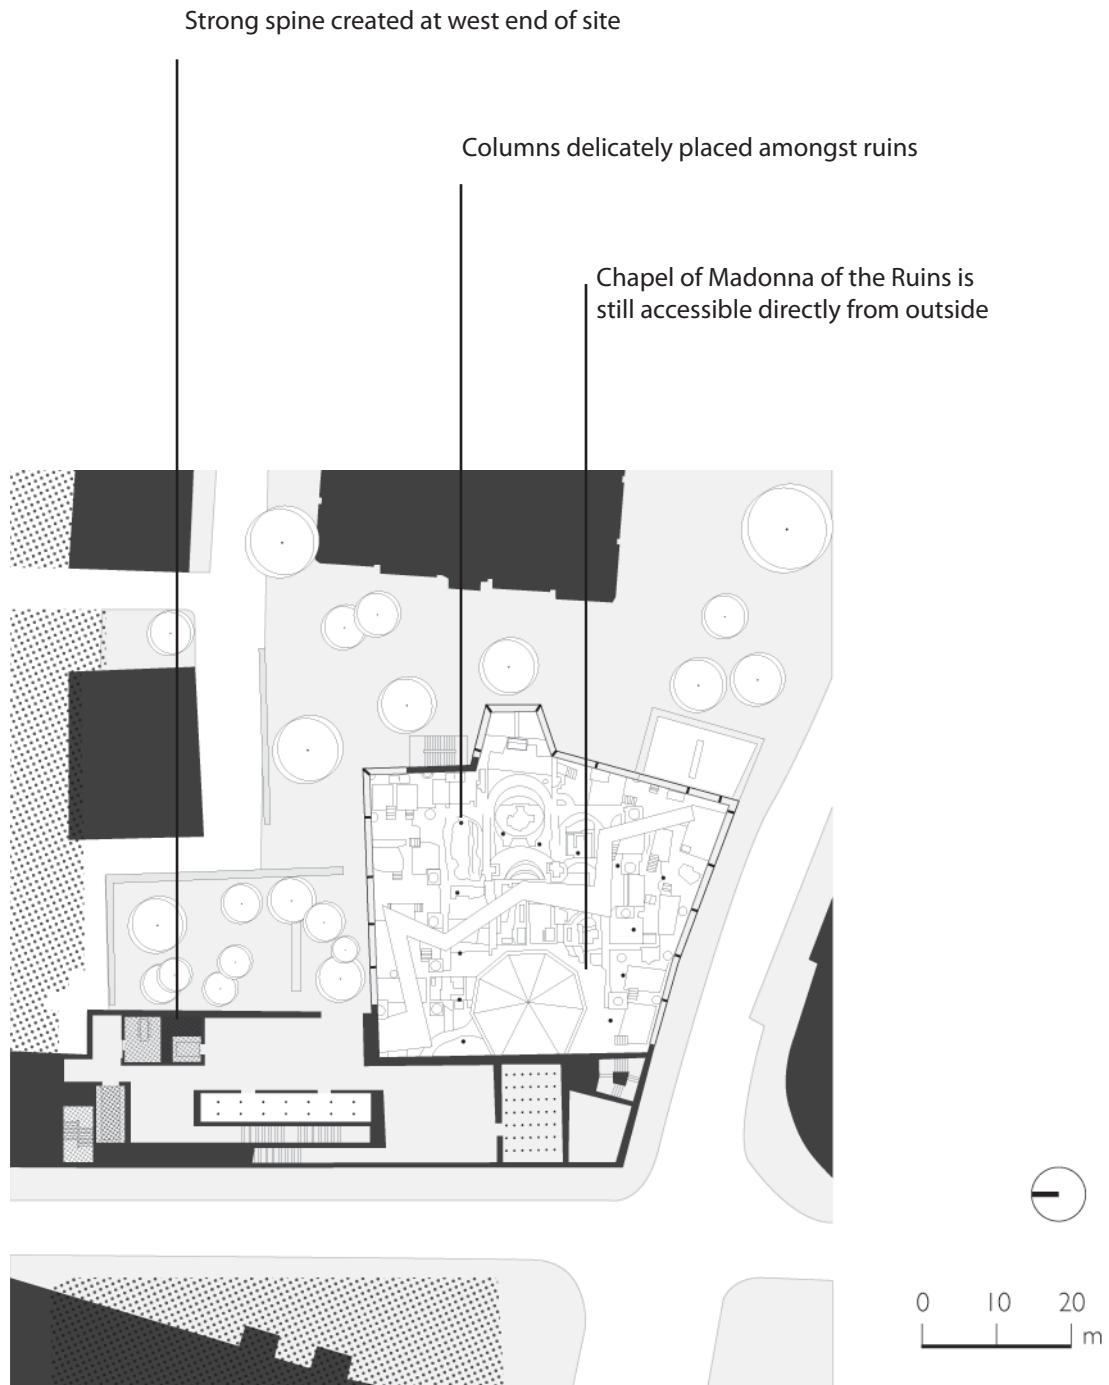 Strong spine created at west end of site
Columns delicately placed amongst ruins
Chapel of Madonna of the Ruins is
still accessible directly from outside
0 10 20
m